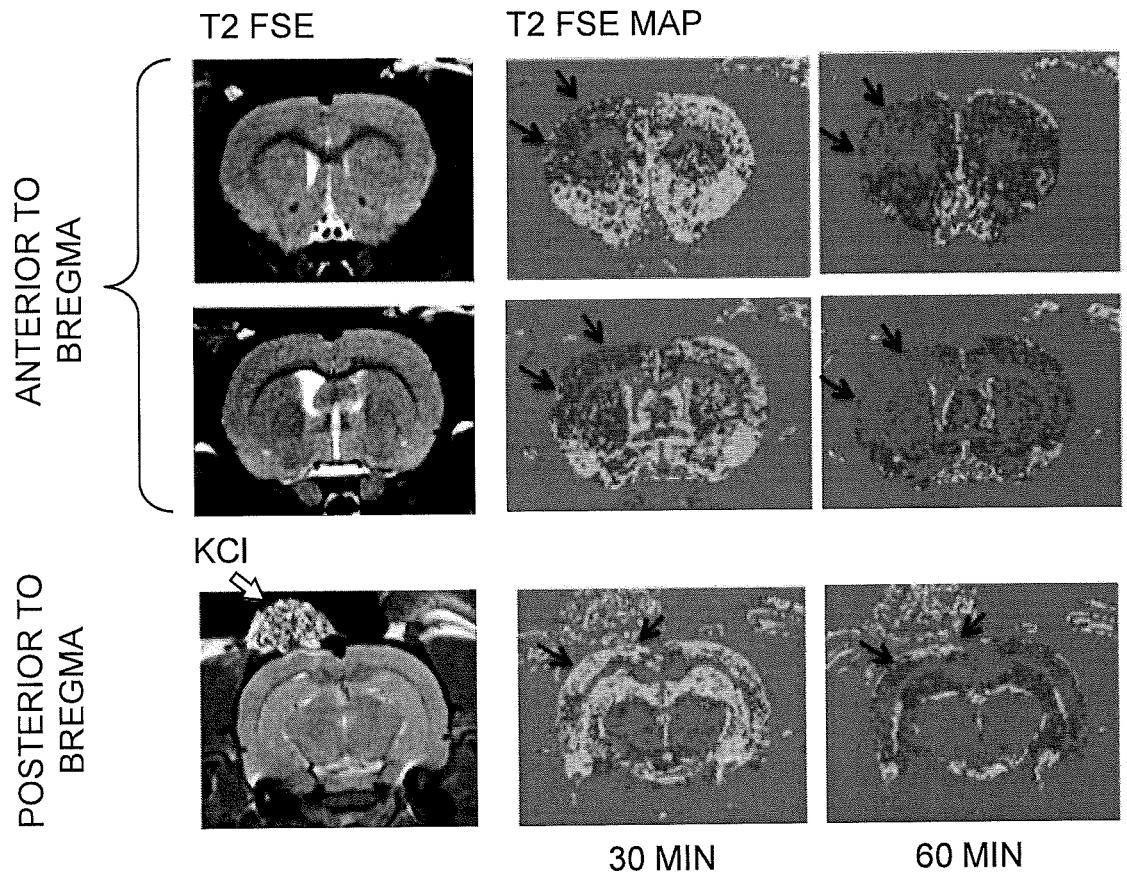 T2 FSE
T2 FSE MAP
ANTERIOR TO
BREGMA
KCl
POSTERIOR TO
BREGMA
30 MIN
60 MIN